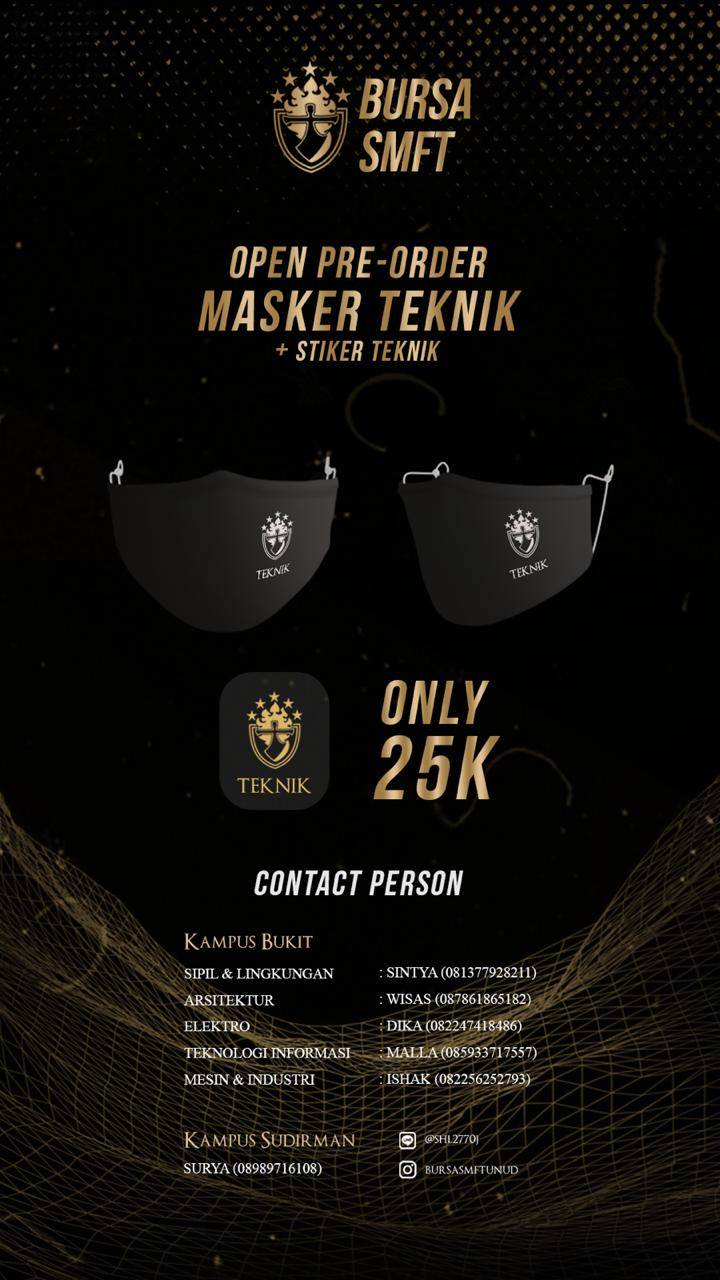 BURSA
SMFT
OPEN PRE-ORDER
MASKER TEKNIK
+ STIKER TEKNIK
TEKNIK
TEKNIK
TEKNIK
ONLY
25K
CONTACT PERSON
KAMPUS BUKIT
SIPIL & LINGKUNGAN : SINTYA (081377928211)
ARSITEKTUR : WISAS (087861865182)
ELEKTRO : DIKA (082247418486)
TEKNOLOGI INFORMASI : MALLA (085933717557)
MESIN & INDUSTRI : ISHAK (082256252793)
KAMPUS SUDIRMAN
SURYA (08989716108)
LINE
@SHL2770J
BURSASMFTUNUD